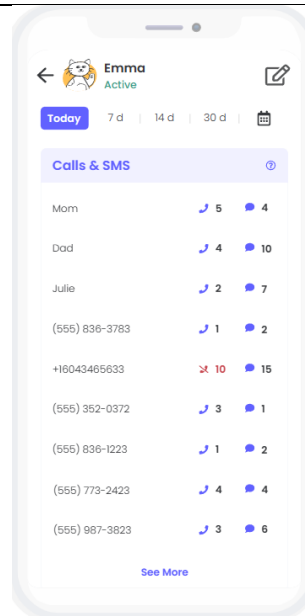 Emma
Active
Today 7 d 14 d 30 d
Calls & SMS
Mom 5 4
Dad 4 10
Julie 2 7
(555) 836-3783 1 2
+16043465633 10 15
(555) 352-0372 3 1
(555) 836-1223 1 2
(555) 773-2423 4 4
(555) 987-3823 3 6
See More